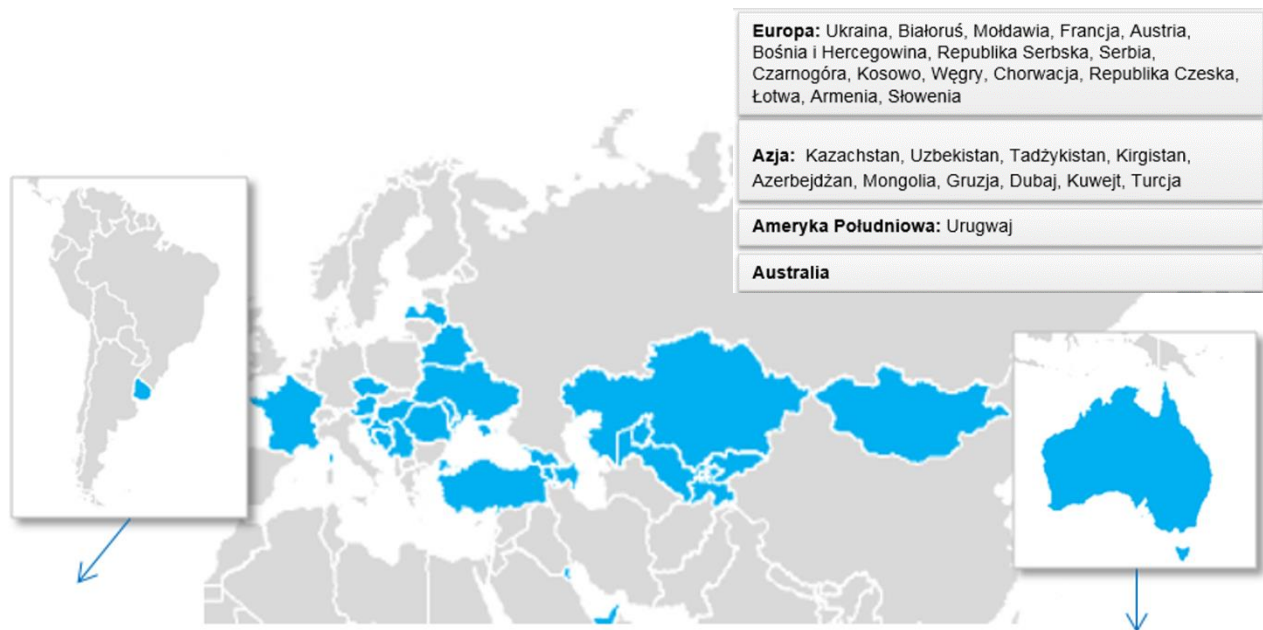 Europa: Ukraina, Białoruś, Mołdawia, Francja, Austria,
Bośnia i Hercegowina, Republika Serbska, Serbia,
Czarnogóra, Kosowo, Węgry, Chorwacja, Republika Czeska,
Łotwa, Armenia, Słowenia
Azja: Kazachstan, Uzbekistan, Tadżykistan, Kirgistan,
Azerbejdżan, Mongolia, Gruzja, Dubaj, Kuwejt, Turcja
Ameryka Południowa: Urugwaj
Australia